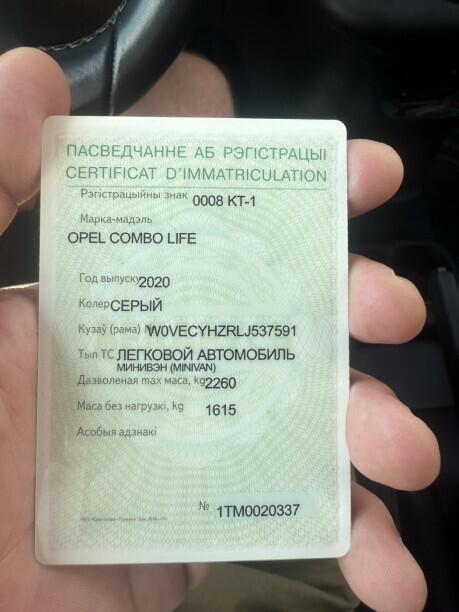 ПАСВЕДЧАННЕ АБ РЭГІСТРАЦЫІ
CERTIFICAT D'IMMATRICULATION
Рэгістрацыйны знак 0008 KT-1
Марка-мадэль
OPEL COMBO LIFE
Год выпуску 2020
Колер СЕРЫЙ
Кузаў (рама) № W0VECYHZRLJ537591
Тып ТС ЛЕГКОВОЙ АВТОМОБИЛЬ
МИНИВЭН (MINIVAN)
Дазволеная max маса, kg 2260
Маса без нагрузкі, kg 1615
Асобыя адзнакі
№ 1TM0020337